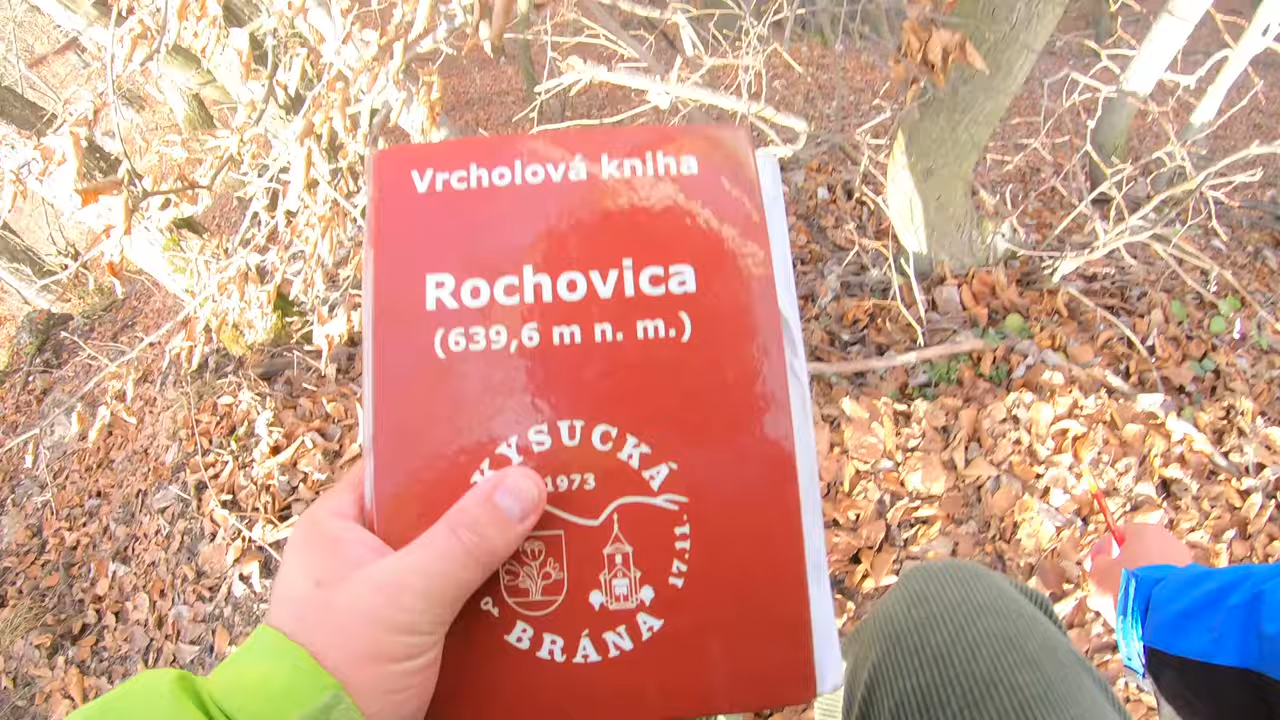 Vrcholová kniha
Rochovica
(639,6 m n. m.)
KYSUCKÁ
1973
17.11.
BRÁNA